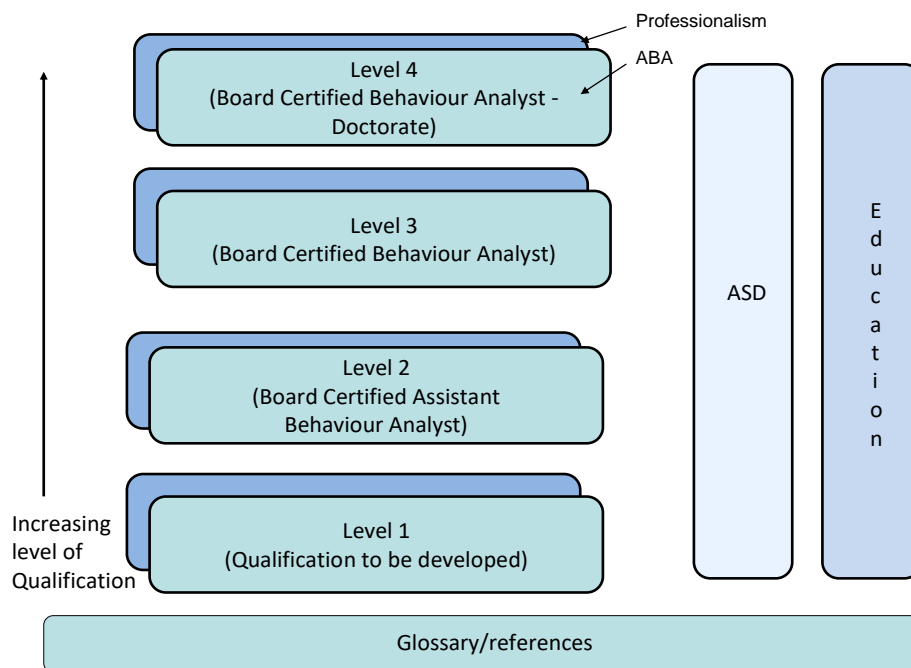 Professionalism
ABA
Level 4
(Board Certified Behaviour Analyst -
Doctorate)
Level 3
(Board Certified Behaviour Analyst)
Level 2
(Board Certified Assistant
Behaviour Analyst)
Level 1
(Qualification to be developed)
Increasing
level of
Qualification
ASD
E
d
u
c
a
t
i
o
n
Glossary/references